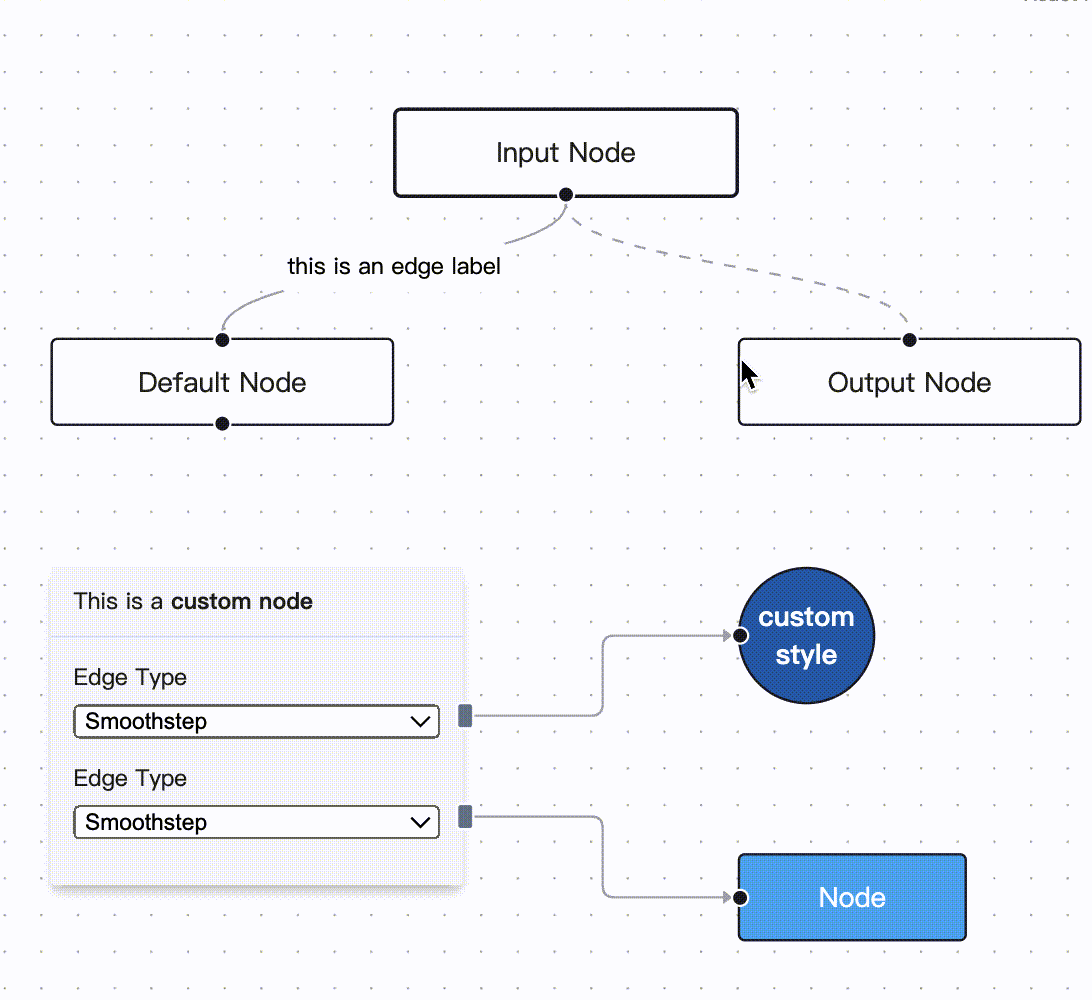 Input Node
this is an edge label
Default Node
Output Node
This is a custom node
Edge Type
Smoothstep
Edge Type
Smoothstep
custom
style
Node